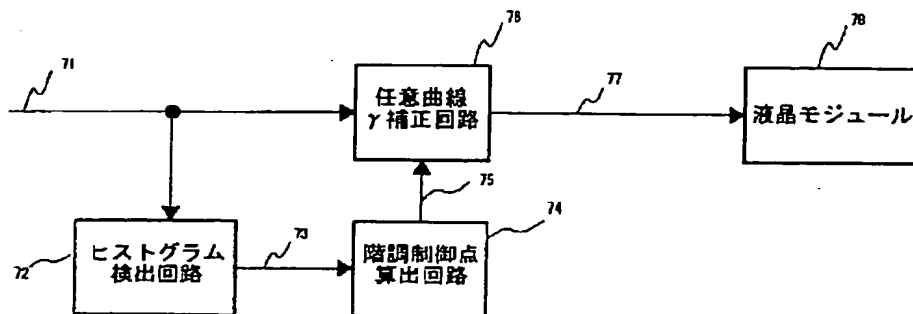 76
78
71
任意曲線
γ補正回路
77
液晶モジュール
75
74
72
ヒストグラム
検出回路
73
階調制御点
算出回路